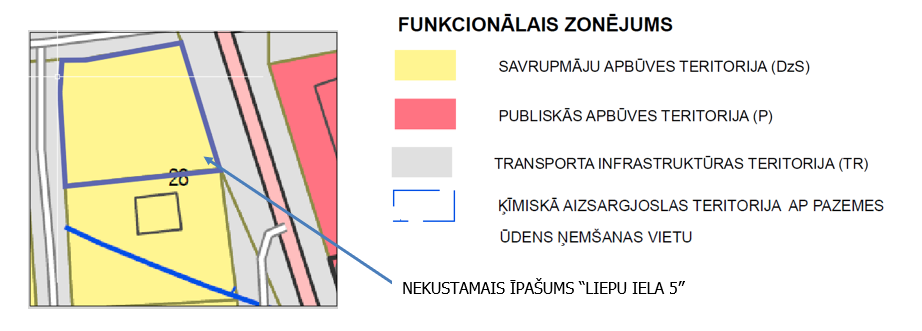 FUNKCIONĀLAIS ZONĒJUMS
SAVRUPMĀJU APBŪVES TERITORIJA (DzS)
PUBLISKĀS APBŪVES TERITORIJA (P)
TRANSPORTA INFRASTRUKTŪRAS TERITORIJA (TR)
ĶĪMISKĀ AIZSARGJOSLAS TERITORIJA AP PAZEMES
ŪDENS ŅEMŠANAS VIETU
28
NEKUSTAMAIS ĪPAŠUMS “LIEPU IELA 5”